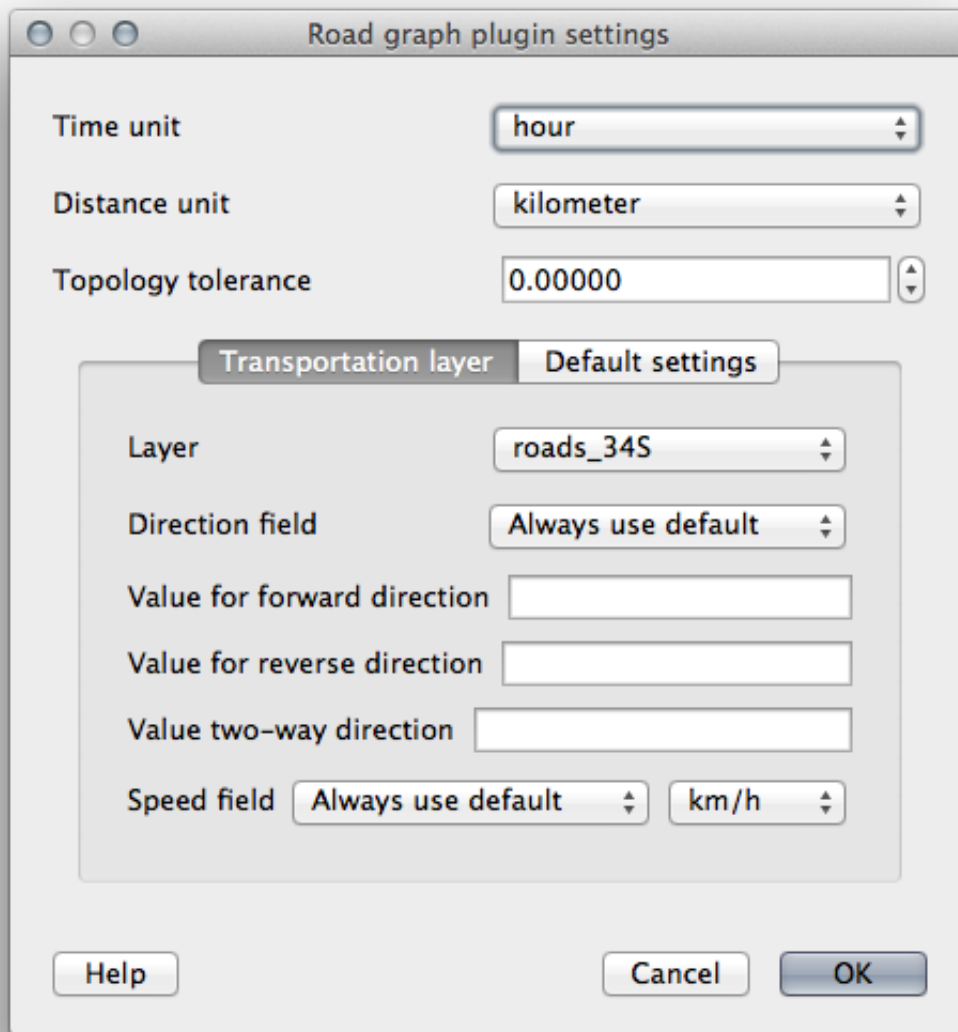 Road graph plugin settings
Time unit hour
Distance unit kilometer
Topology tolerance 0.00000
Transportation layer Default settings
Layer roads_34S
Direction field Always use default
Value for forward direction
Value for reverse direction
Value two-way direction
Speed field Always use default km/h
Help Cancel OK